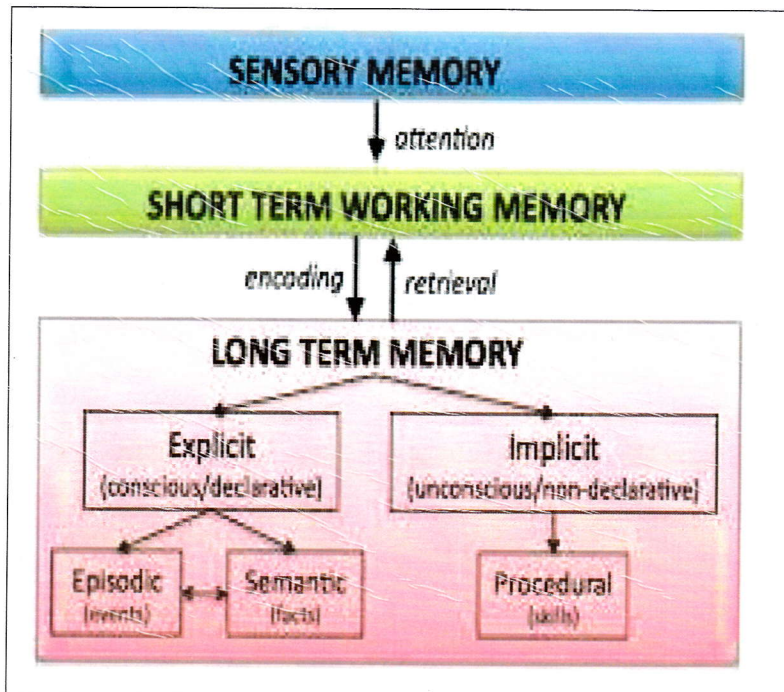 SENSORY MEMORY
attention
SHORT TERM WORKING MEMORY
encoding
retrieval
LONG TERM MEMORY
Explicit
(conscious/declarative)
Implicit
(unconscious/non-declarative)
Episodic
(events)
Semantic
(facts)
Procedural
(skills)